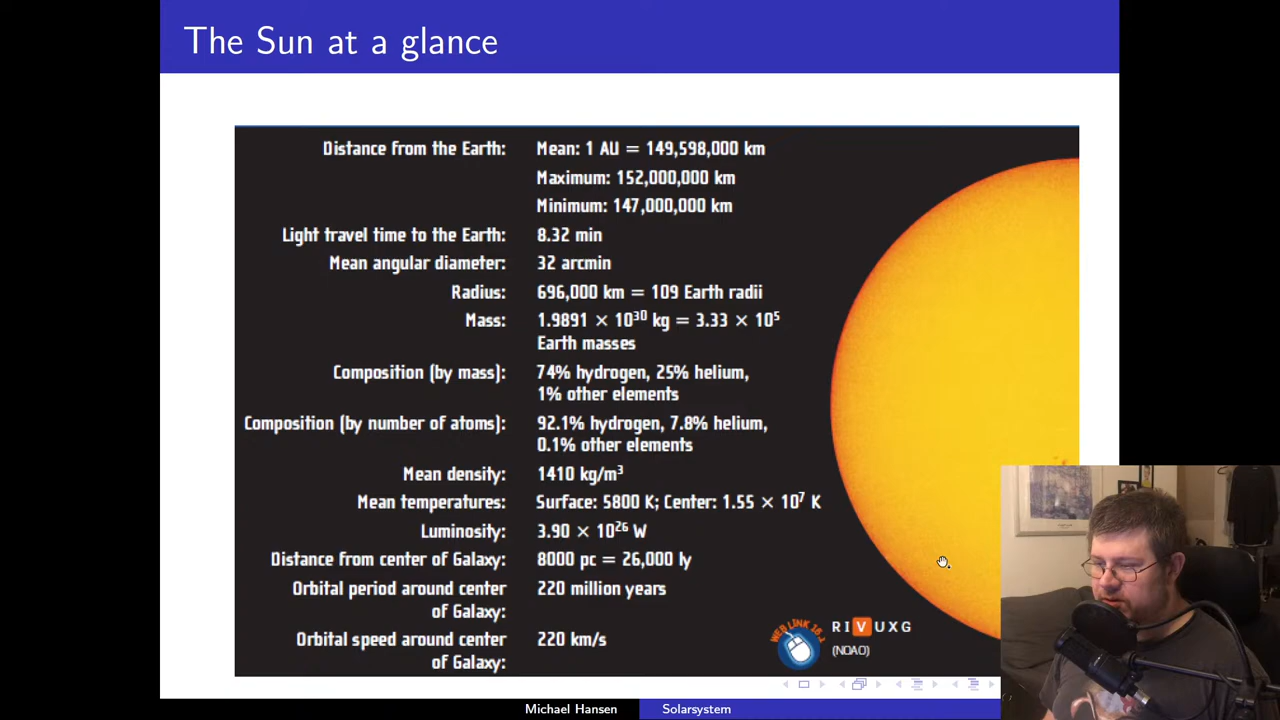 The Sun at a glance
Distance from the Earth: Mean: 1 AU = 149,598,000 km
Maximum: 152,000,000 km
Minimum: 147,000,000 km
Light travel time to the Earth: 8.32 min
Mean angular diameter: 32 arcmin
Radius: 696,000 km = 109 Earth radii
Mass: 1.9891 × 10³⁰ kg = 3.33 × 10⁵
Earth masses
Composition (by mass): 74% hydrogen, 25% helium,
1% other elements
Composition (by number of atoms): 92.1% hydrogen, 7.8% helium,
0.1% other elements
Mean density: 1410 kg/m³
Mean temperatures: Surface: 5800 K; Center: 1.55 × 10⁷ K
Luminosity: 3.90 × 10²⁶ W
Distance from center of Galaxy: 8000 pc = 26,000 ly
Orbital period around center 220 million years
of Galaxy:
Orbital speed around center 220 km/s
of Galaxy:
WEB LINK 16.1
R I V U X G
(NOAO)
Michael Hansen Solarsystem